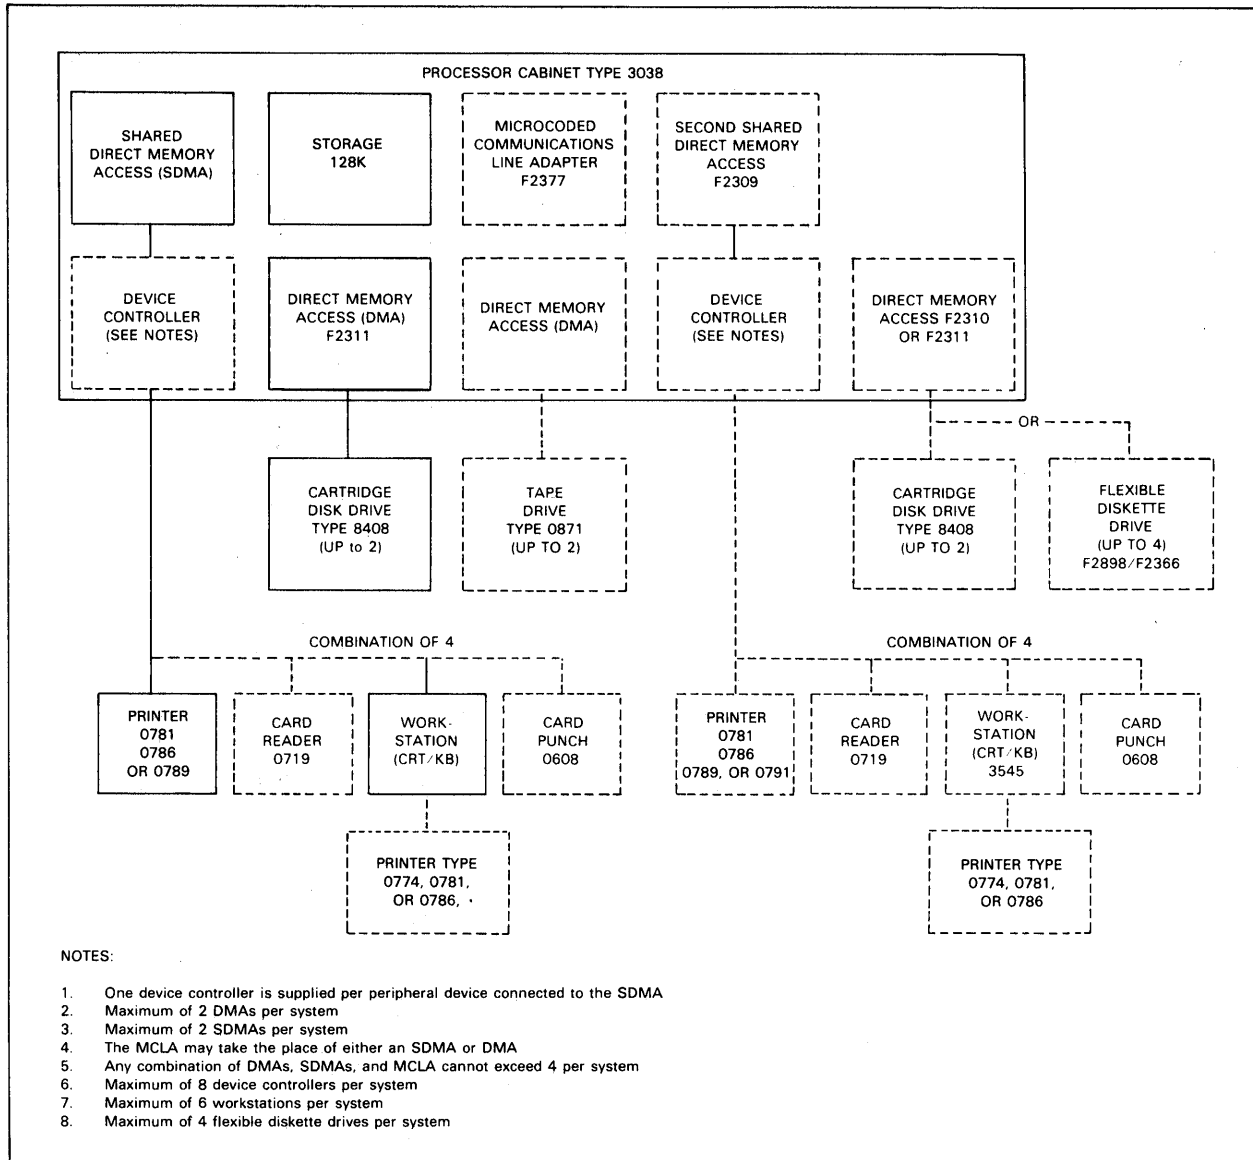 PROCESSOR CABINET TYPE 3038
SHARED
DIRECT MEMORY
ACCESS (SDMA)
STORAGE
128K
MICROCODED
COMMUNICATIONS
LINE ADAPTER
F2377
SECOND SHARED
DIRECT MEMORY
ACCESS
F2309
DEVICE
CONTROLLER
(SEE NOTES)
DIRECT MEMORY
ACCESS (DMA)
F2311
DIRECT MEMORY
ACCESS (DMA)
DEVICE
CONTROLLER
(SEE NOTES)
DIRECT MEMORY
ACCESS F2310
OR F2311
OR
CARTRIDGE
DISK DRIVE
TYPE 8408
(UP to 2)
TAPE
DRIVE
TYPE 0871
(UP TO 2)
CARTRIDGE
DISK DRIVE
TYPE 8408
(UP TO 2)
FLEXIBLE
DISKETTE
DRIVE
(UP TO 4)
F2898/F2366
COMBINATION OF 4
COMBINATION OF 4
PRINTER
0781
0786
OR 0789
CARD
READER
0719
WORK-
STATION
(CRT/KB)
CARD
PUNCH
0608
PRINTER
0781
0786
0789, OR 0791
CARD
READER
0719
WORK-
STATION
(CRT/KB)
3545
CARD
PUNCH
0608
PRINTER TYPE
0774, 0781,
OR 0786,
PRINTER TYPE
0774, 0781,
OR 0786
NOTES:
1. One device controller is supplied per peripheral device connected to the SDMA
2. Maximum of 2 DMAs per system
3. Maximum of 2 SDMAs per system
4. The MCLA may take the place of either an SDMA or DMA
5. Any combination of DMAs, SDMAs, and MCLA cannot exceed 4 per system
6. Maximum of 8 device controllers per system
7. Maximum of 6 workstations per system
8. Maximum of 4 flexible diskette drives per system